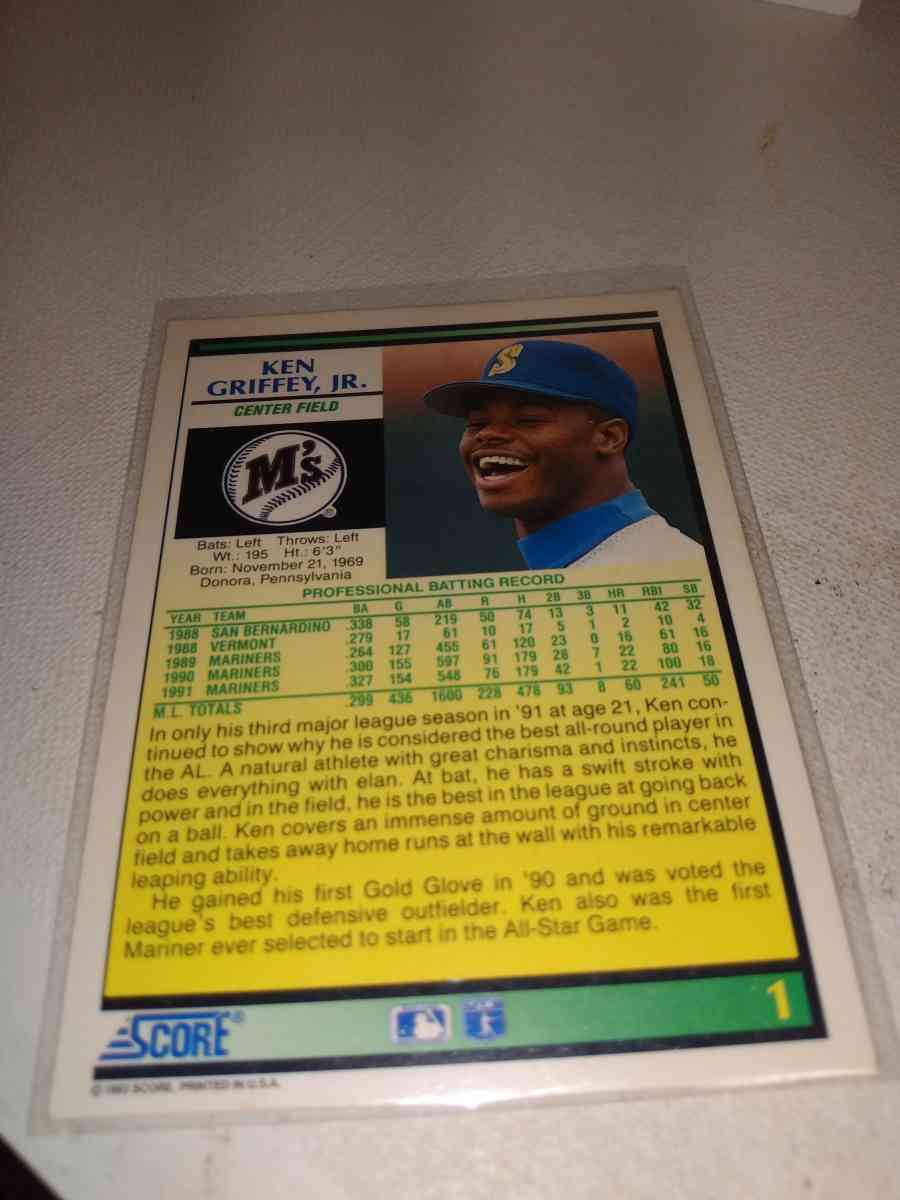 KEN
GRIFFEY, JR.
CENTER FIELD
S
M's
®
Bats: Left Throws: Left
Wt.: 195 Ht.: 6'3"
Born: November 21, 1969
Donora, Pennsylvania
PROFESSIONAL BATTING RECORD
YEAR TEAM BA G AB R H 2B 3B HR RBI SB
1988 SAN BERNARDINO .338 58 219 50 74 13 3 11 42 32
1988 VERMONT .279 17 61 10 17 5 1 2 10 4
1989 MARINERS .264 127 455 61 120 23 0 16 61 16
1990 MARINERS .300 155 597 91 179 28 7 22 80 16
1991 MARINERS .327 154 548 76 179 42 1 22 100 18
M.L. TOTALS .299 436 1600 228 478 93 8 60 241 50
In only his third major league season in '91 at age 21, Ken con-
tinued to show why he is considered the best all-round player in
the AL. A natural athlete with great charisma and instincts, he
does everything with elan. At bat, he has a swift stroke with
power and in the field, he is the best in the league at going back
on a ball. Ken covers an immense amount of ground in center
field and takes away home runs at the wall with his remarkable
leaping ability.
He gained his first Gold Glove in '90 and was voted the
league's best defensive outfielder. Ken also was the first
Mariner ever selected to start in the All-Star Game.
SCORE®
1
© 1992 SCORE, PRINTED IN U.S.A.